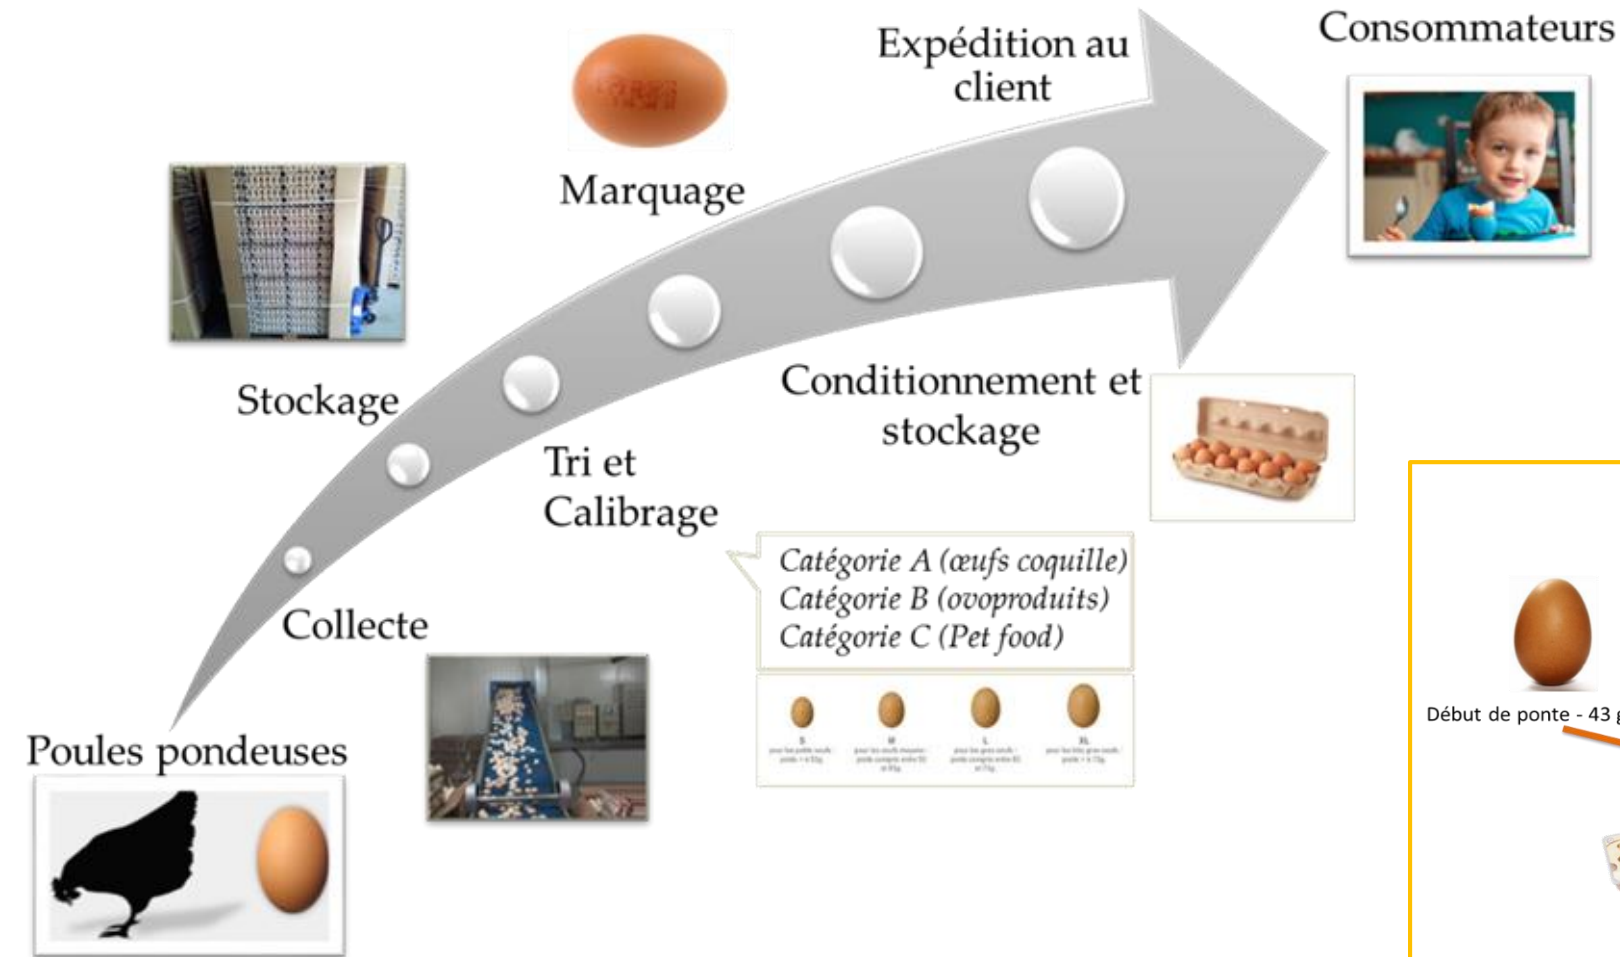 Consommateurs
Expédition au
client
Marquage
Stockage
Conditionnement et
stockage
Tri et
Calibrage
Catégorie A (œufs coquille)
Catégorie B (ovoproduits)
Catégorie C (Pet food)
Collecte
S
M
L
XL
Début de ponte - 43 g
Poules pondeuses